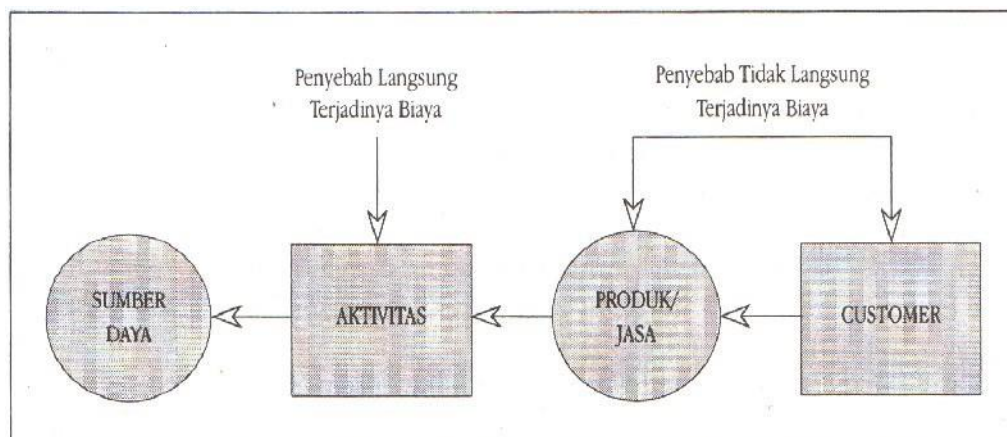 Penyebab Langsung
Terjadinya Biaya
Penyebab Tidak Langsung
Terjadinya Biaya
SUMBER
DAYA
AKTIVITAS
PRODUK/
JASA
CUSTOMER